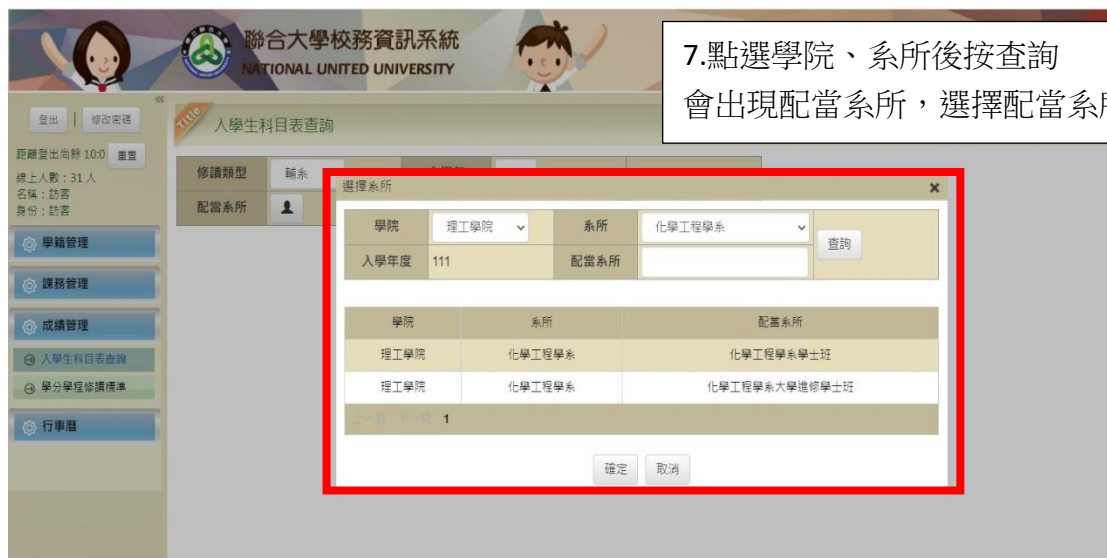 聯合大學校務資訊系統
NATIONAL UNITED UNIVERSITY
7.點選學院、系所後按查詢
會出現配當系所，選擇配當系所
登出 | 修改密碼
距離登出尚餘 10:0 重置
線上人數：31 人
名稱：訪客
身份：訪客
學籍管理
課務管理
成績管理
入學生科目表查詢
學分學程修讀標準
行事曆
Title 入學生科目表查詢
修讀類型 輔系
配當系所
選擇系所
學院 理工學院 系所 化學工程學系 查詢
入學年度 111 配當系所
學院 系所 配當系所
理工學院 化學工程學系 化學工程學系學士班
理工學院 化學工程學系 化學工程學系大學進修學士班
上一頁 下一頁 1
確定 取消